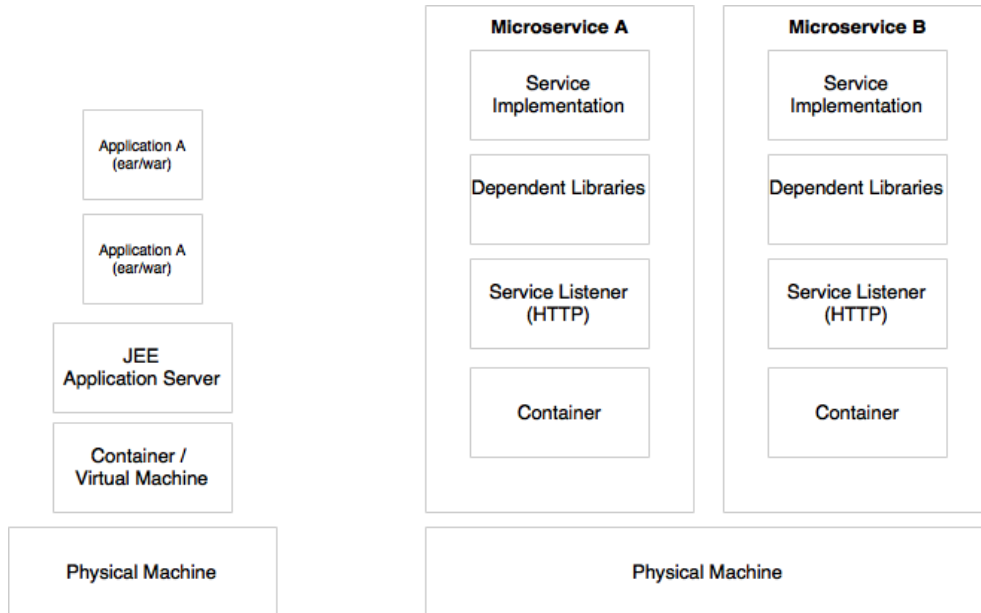 Application A
(ear/war)
Application A
(ear/war)
JEE
Application Server
Container /
Virtual Machine
Physical Machine
Microservice A
Service
Implementation
Dependent Libraries
Service Listener
(HTTP)
Container
Microservice B
Service
Implementation
Dependent Libraries
Service Listener
(HTTP)
Container
Physical Machine